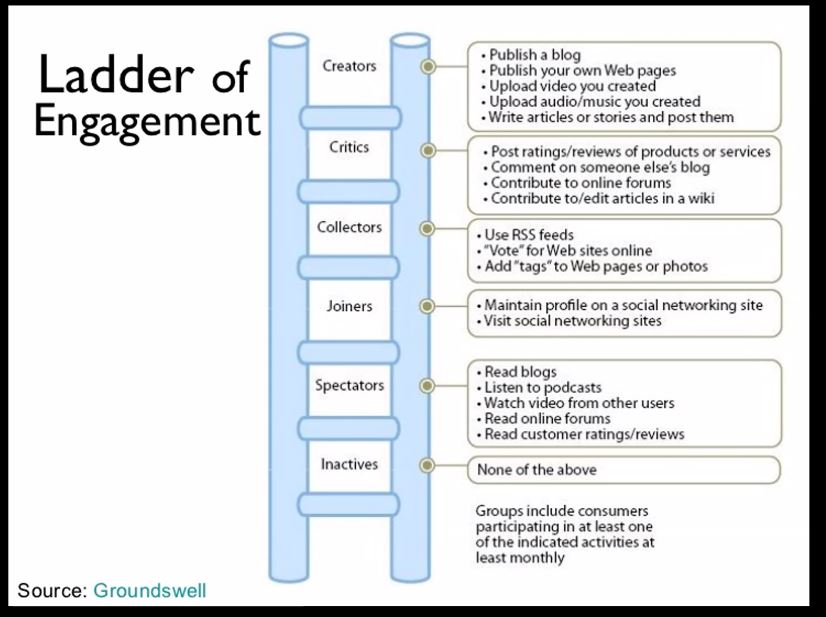 Ladder of
Engagement
Creators
• Publish a blog
• Publish your own Web pages
• Upload video you created
• Upload audio/music you created
• Write articles or stories and post them
Critics
• Post ratings/reviews of products or services
• Comment on someone else's blog
• Contribute to online forums
• Contribute to/edit articles in a wiki
Collectors
• Use RSS feeds
• "Vote" for Web sites online
• Add "tags" to Web pages or photos
Joiners
• Maintain profile on a social networking site
• Visit social networking sites
Spectators
• Read blogs
• Listen to podcasts
• Watch video from other users
• Read online forums
• Read customer ratings/reviews
Inactives
None of the above
Groups include consumers
participating in at least one
of the indicated activities at
least monthly
Source: Groundswell